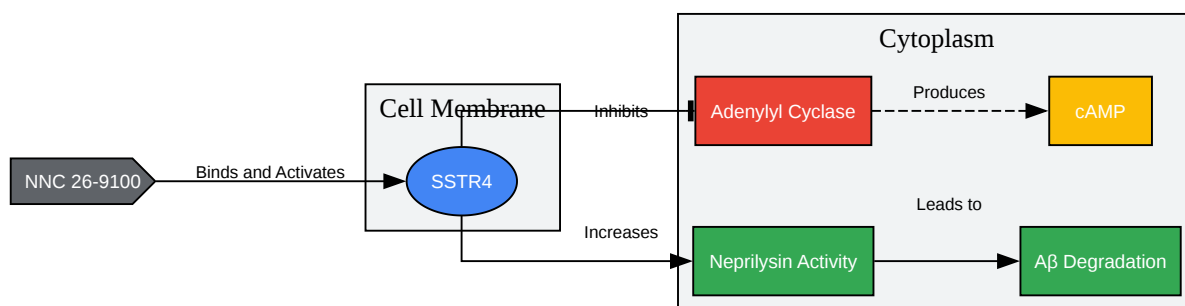 Cytoplasm
Cell Membrane
Inhibits
Adenylyl Cyclase
Produces
cAMP
NNC 26-9100
Binds and Activates
SSTR4
Increases
Neprilysin Activity
Leads to
Aβ Degradation